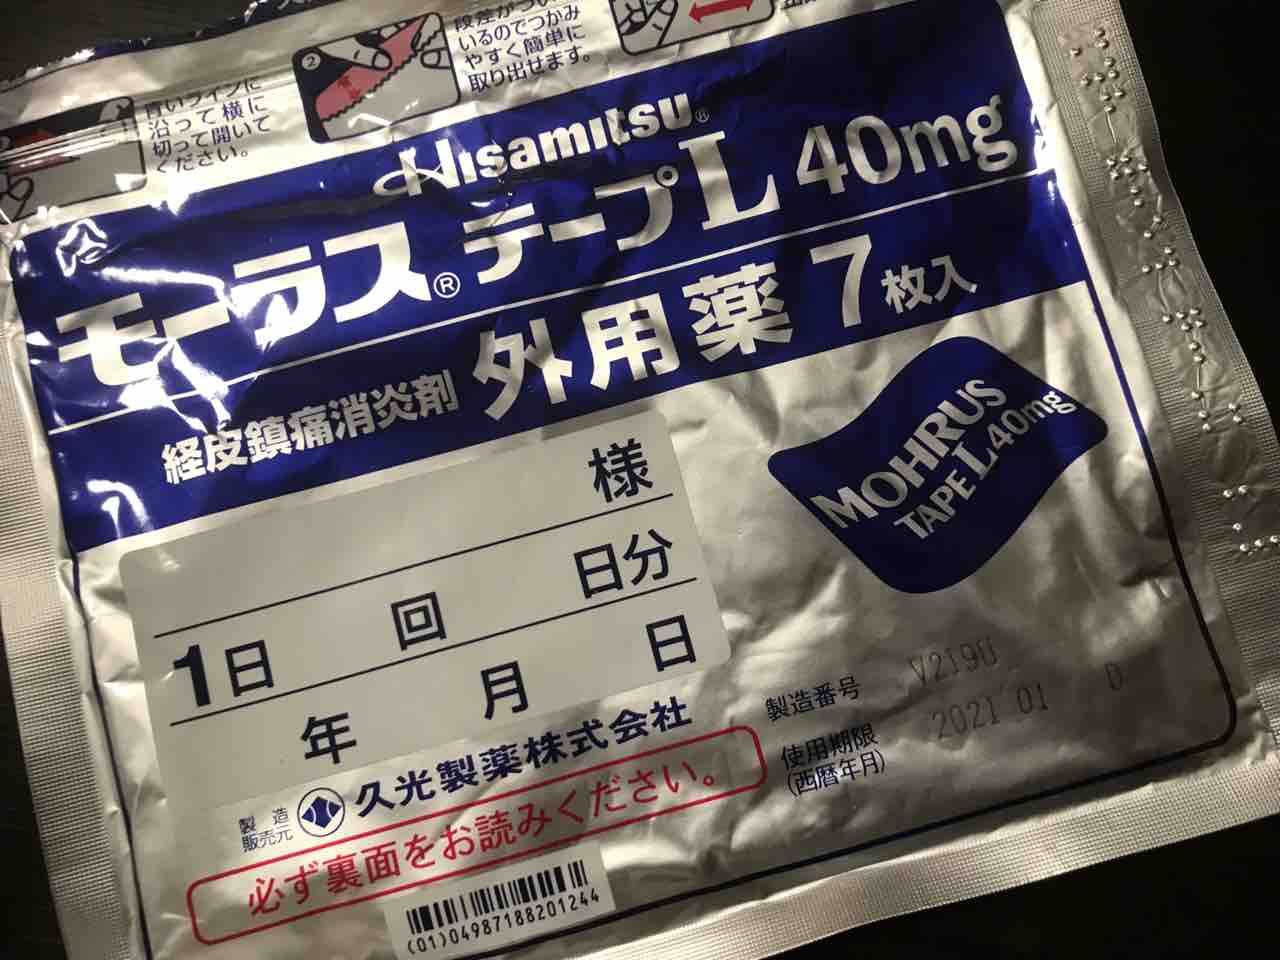 青いラインに
沿って横に
切って開いて
ください。
②
段差がつい
いるのでつかみ
やすく簡単に
取り出せます。
Hisamitsu®
モーラス®テープL 40mg
経皮鎮痛消炎剤 外用薬 7枚入
MOHRUS
TAPE L 40mg
様
1日 回 日分
年 月 日
製造番号 V219U D
使用期限 2021 01
(西暦年月)
製造
販売元 久光製薬株式会社
必ず裏面をお読みください。
(01)04987188201244